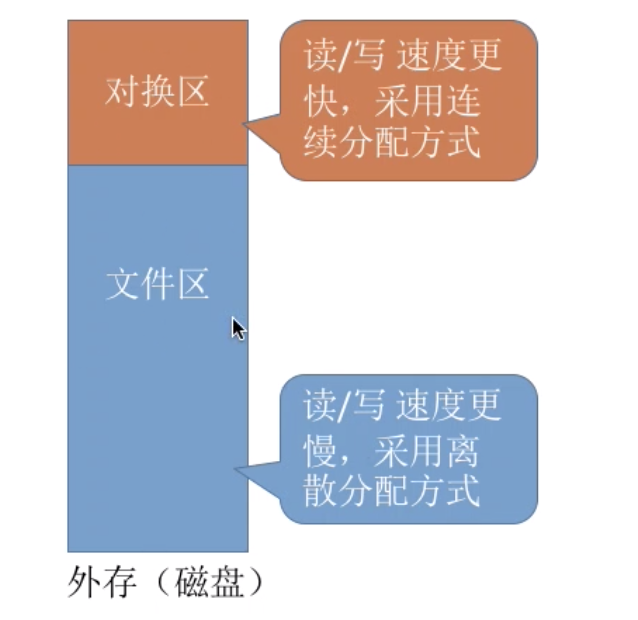 对换区
读/写 速度更
快，采用连
续分配方式
文件区
读/写 速度更
慢，采用离
散分配方式
外存（磁盘）